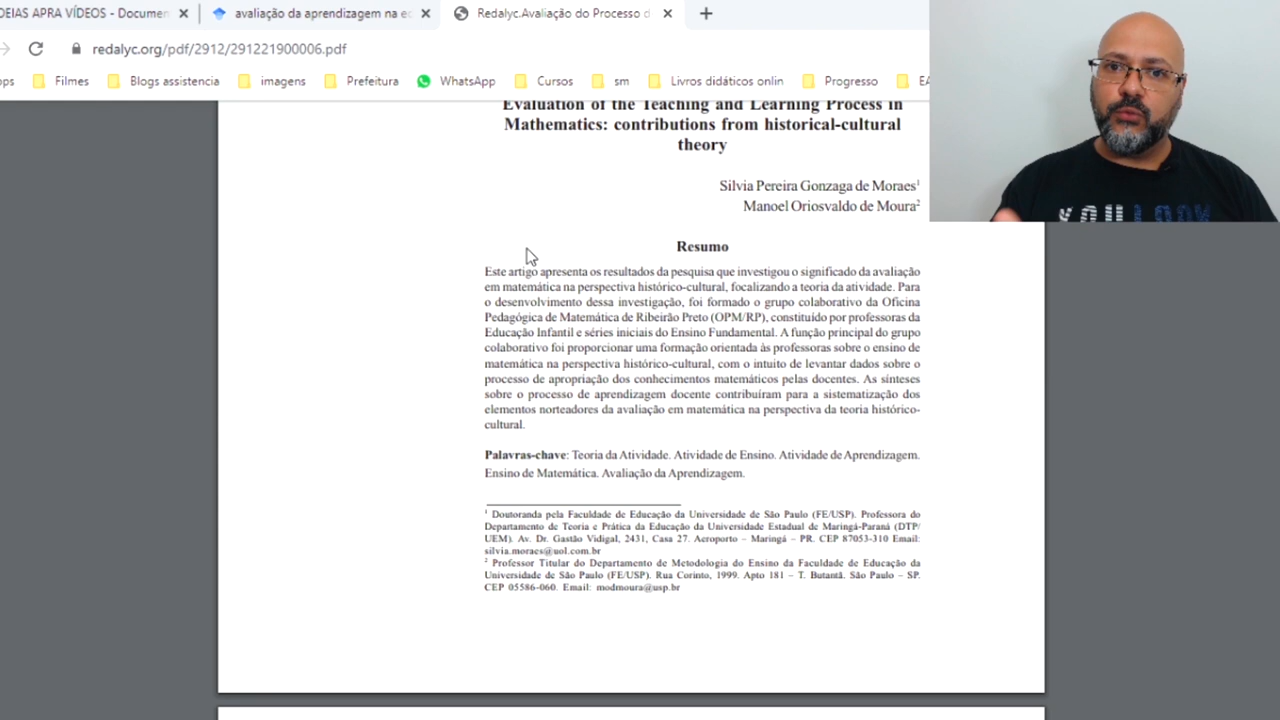 DEIAS APRA VÍDEOS - Documen
avaliação da aprendizagem na ec
Redalyc.Avaliação do Processo d
redalyc.org/pdf/2912/291221900006.pdf
ops
Filmes
Blogs assistencia
imagens
Prefeitura
WhatsApp
Cursos
sm
Livros didáticos onlin
Progresso
EA
Evaluation of the Teaching and Learning Process in
Mathematics: contributions from historical-cultural
theory
Silvia Pereira Gonzaga de Moraes¹
Manoel Oriosvaldo de Moura²
Resumo
Este artigo apresenta os resultados da pesquisa que investigou o significado da avaliação
em matemática na perspectiva histórico-cultural, focalizando a teoria da atividade. Para
o desenvolvimento dessa investigação, foi formado o grupo colaborativo da Oficina
Pedagógica de Matemática de Ribeirão Preto (OPM/RP), constituído por professoras da
Educação Infantil e séries iniciais do Ensino Fundamental. A função principal do grupo
colaborativo foi proporcionar uma formação orientada às professoras sobre o ensino de
matemática na perspectiva histórico-cultural, com o intuito de levantar dados sobre o
processo de apropriação dos conhecimentos matemáticos pelas docentes. As sínteses
sobre o processo de aprendizagem docente contribuíram para a sistematização dos
elementos norteadores da avaliação em matemática na perspectiva da teoria histórico-
cultural.
Palavras-chave: Teoria da Atividade. Atividade de Ensino. Atividade de Aprendizagem.
Ensino de Matemática. Avaliação da Aprendizagem.
¹ Doutoranda pela Faculdade de Educação da Universidade de São Paulo (FE/USP). Professora do
Departamento de Teoria e Prática da Educação da Universidade Estadual de Maringá-Paraná (DTP/
UEM). Av. Dr. Gastão Vidigal, 2431, Casa 27. Aeroporto – Maringá – PR. CEP 87053-310 Email:
silvia.moraes@uol.com.br
² Professor Titular do Departamento de Metodologia do Ensino da Faculdade de Educação da
Universidade de São Paulo (FE/USP). Rua Corinto, 1999. Apto 181 – T. Butantã. São Paulo – SP.
CEP 05586-060. Email: modmoura@usp.br